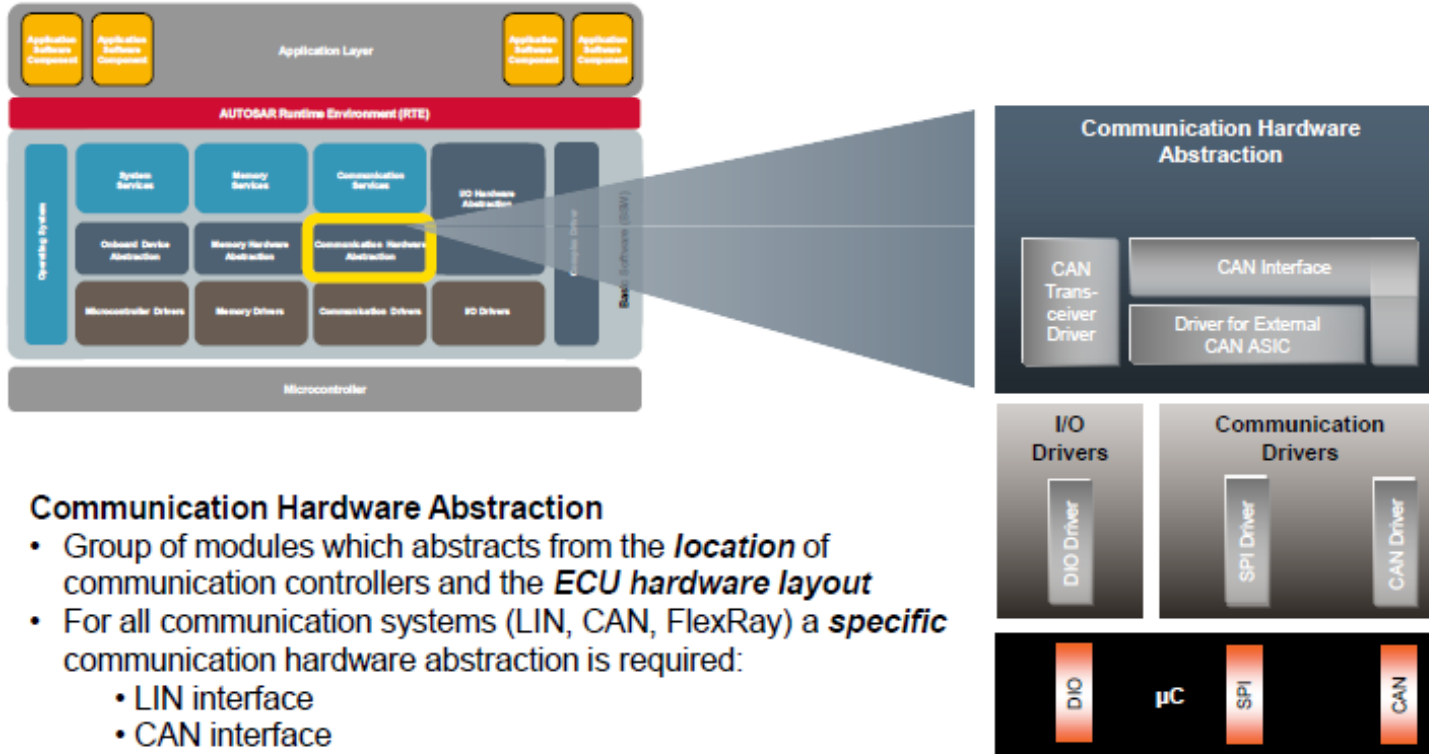 Application
Software
Component
Application
Software
Component
Application Layer
Application
Software
Component
Application
Software
Component
AUTOSAR Runtime Environment (RTE)
Operating System
System
Services
Memory
Services
Communication
Services
I/O Hardware
Abstraction
Onboard Device
Abstraction
Memory Hardware
Abstraction
Communication Hardware
Abstraction
Microcontroller Drivers
Memory Drivers
Communication Drivers
I/O Drivers
Complex Driver
Basic Software (BSW)
Microcontroller
Communication Hardware
Abstraction
CAN
Trans-
ceiver
Driver
CAN Interface
Driver for External
CAN ASIC
I/O
Drivers
Communication
Drivers
DIO Driver
SPI Driver
CAN Driver
DIO
µC
SPI
CAN
Communication Hardware Abstraction
• Group of modules which abstracts from the location of
communication controllers and the ECU hardware layout
• For all communication systems (LIN, CAN, FlexRay) a specific
communication hardware abstraction is required:
• LIN interface
• CAN interface